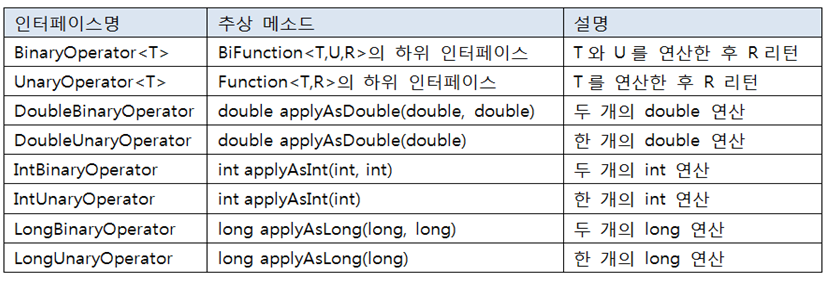 인터페이스명 추상 메소드 설명
BinaryOperator<T> BiFunction<T,U,R>의 하위 인터페이스 T와 U를 연산한 후 R리턴
UnaryOperator<T> Function<T,R>의 하위 인터페이스 T를 연산한 후 R 리턴
DoubleBinaryOperator double applyAsDouble(double, double) 두 개의 double 연산
DoubleUnaryOperator double applyAsDouble(double) 한 개의 double 연산
IntBinaryOperator int applyAsInt(int, int) 두 개의 int 연산
IntUnaryOperator int applyAsInt(int) 한 개의 int 연산
LongBinaryOperator long applyAsLong(long, long) 두 개의 long 연산
LongUnaryOperator long applyAsLong(long) 한 개의 long 연산